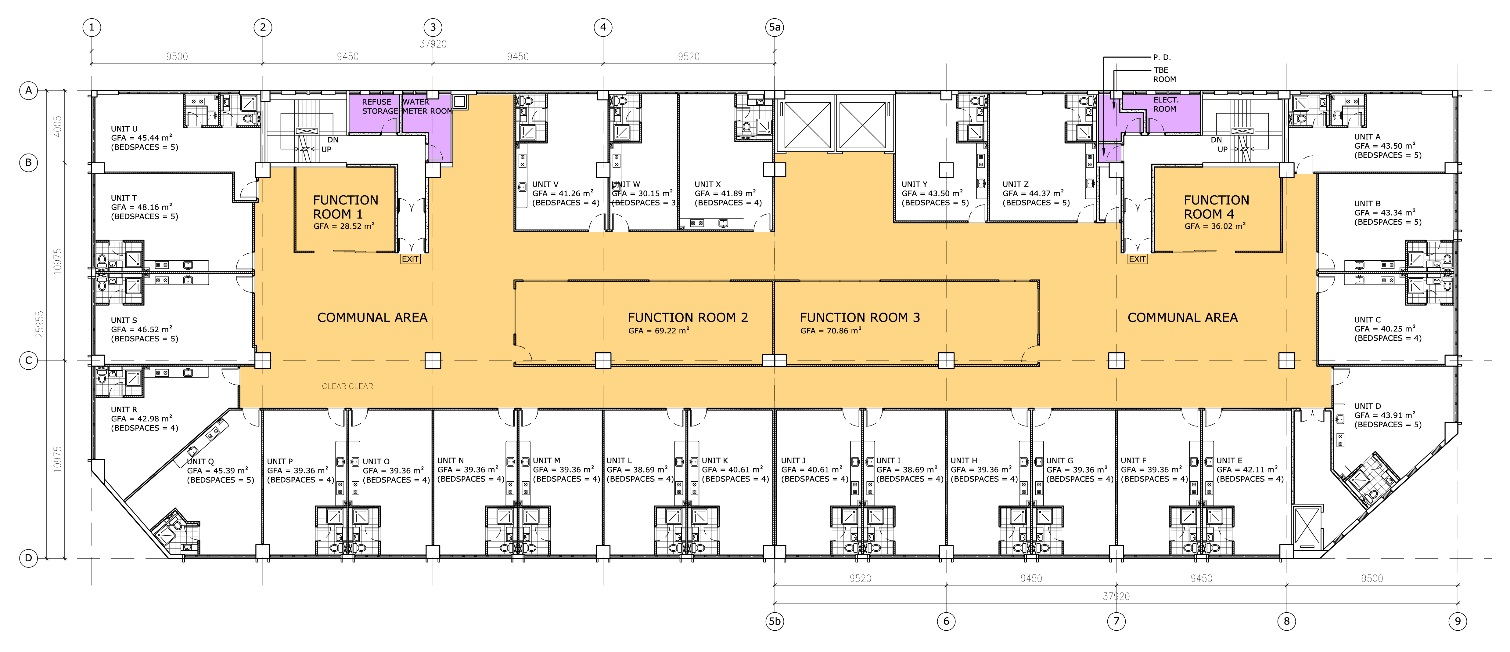 1
2
3
4
5a
37920
9500
9450
9450
9520
P. D.
TBE
ROOM
A
B
C
D
4005
10975
10975
25955
REFUSE
STORAGE
WATER
METER ROOM
ELECT.
ROOM
DN
UP
DN
UP
UNIT U
GFA = 45.44 m²
(BEDSPACES = 5)
UNIT A
GFA = 43.50 m²
(BEDSPACES = 5)
UNIT V
GFA = 41.26 m²
(BEDSPACES = 4)
UNIT W
GFA = 30.15 m²
(BEDSPACES = 3
UNIT X
GFA = 41.89 m²
(BEDSPACES = 4)
UNIT Y
GFA = 43.50 m²
(BEDSPACES = 5)
UNIT Z
GFA = 44.37 m²
(BEDSPACES = 5)
UNIT T
GFA = 48.16 m²
(BEDSPACES = 5)
FUNCTION
ROOM 1
GFA = 28.52 m²
FUNCTION
ROOM 4
GFA = 36.02 m²
UNIT B
GFA = 43.34 m²
(BEDSPACES = 5)
EXIT
EXIT
UNIT S
GFA = 46.52 m²
(BEDSPACES = 5)
COMMUNAL AREA
FUNCTION ROOM 2
GFA = 69.22 m²
FUNCTION ROOM 3
GFA = 70.86 m²
COMMUNAL AREA
UNIT C
GFA = 40.25 m²
(BEDSPACES = 4)
CLEAR CLEAR
UNIT R
GFA = 42.98 m²
(BEDSPACES = 4)
UNIT D
GFA = 43.91 m²
(BEDSPACES = 5)
UNIT Q
GFA = 45.39 m²
(BEDSPACES = 5)
UNIT P
GFA = 39.36 m²
(BEDSPACES = 4)
UNIT O
GFA = 39.36 m²
(BEDSPACES = 4)
UNIT N
GFA = 39.36 m²
(BEDSPACES = 4)
UNIT M
GFA = 39.36 m²
(BEDSPACES = 4)
UNIT L
GFA = 38.69 m²
(BEDSPACES = 4)
UNIT K
GFA = 40.61 m²
(BEDSPACES = 4)
UNIT J
GFA = 40.61 m²
(BEDSPACES = 4)
UNIT I
GFA = 38.69 m²
(BEDSPACES = 4)
UNIT H
GFA = 39.36 m²
(BEDSPACES = 4)
UNIT G
GFA = 39.36 m²
(BEDSPACES = 4)
UNIT F
GFA = 39.36 m²
(BEDSPACES = 4)
UNIT E
GFA = 42.11 m²
(BEDSPACES = 4)
9520
9450
9450
9500
37920
5b
6
7
8
9